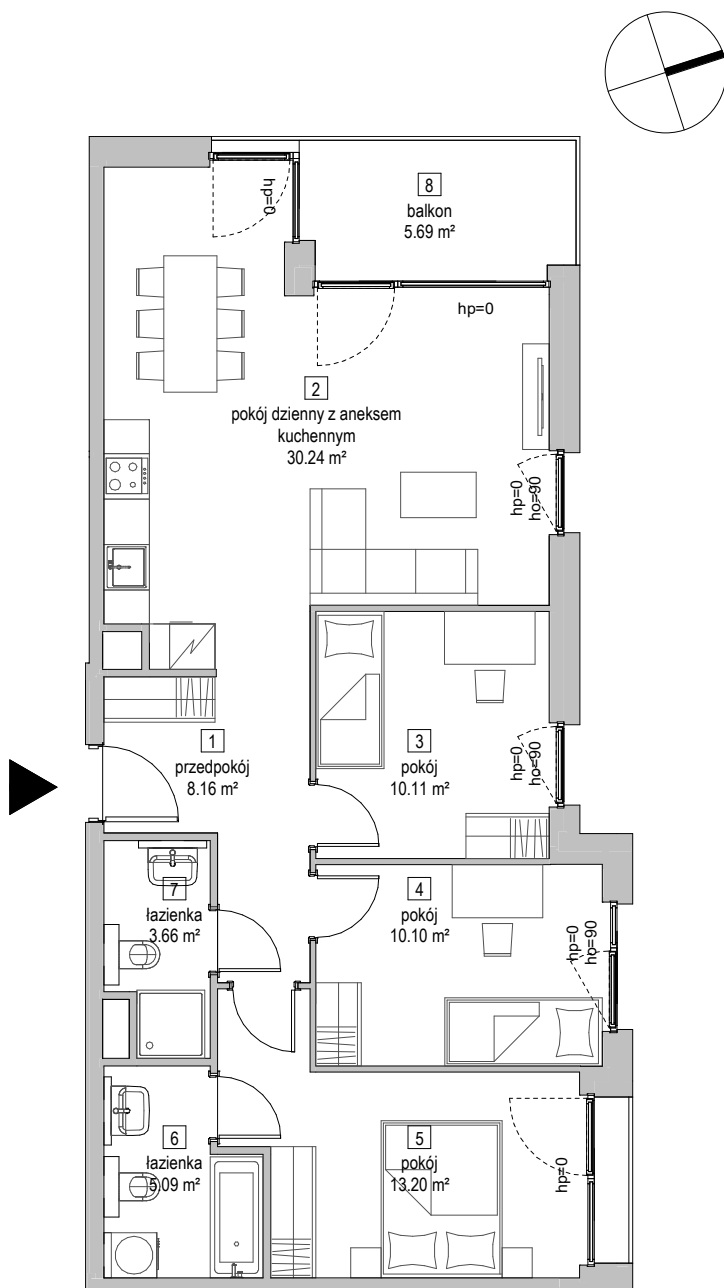 8
balkon
5.69 m²
hp=0
hp=0
2
pokój dzienny z aneksem
kuchennym
30.24 m²
hp=0
ho=90
1
przedpokój
8.16 m²
3
pokój
10.11 m²
hp=0
ho=90
7
łazienka
3.66 m²
4
pokój
10.10 m²
hp=0
ho=90
6
łazienka
5.09 m²
5
pokój
13.20 m²
hp=0